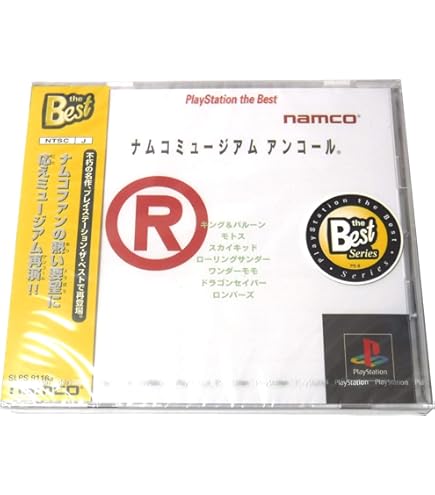 the
Best
NTSC J
不朽の名作、プレイステーション・ザ・ベストで再登場。
ナムコファンの熱い要望に
応えミュージアム再演!!
SLPS 9116
namco
PlayStation the Best
namco®
ナムコミュージアム アンコール®
R
キング&バルーン
モトス
スカイキッド
ローリングサンダー
ワンダーモモ
ドラゴンセイバー
ロンパーズ
PlayStation the Best
the
Best
Series
Series
PlayStation